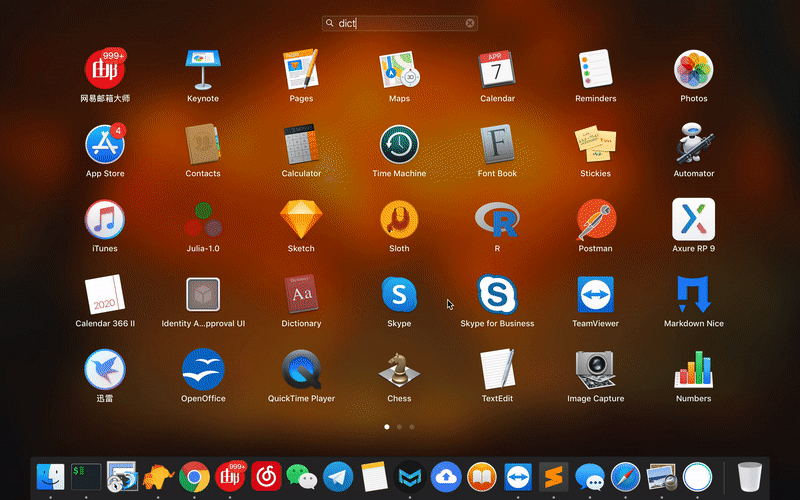 dict
999+
网易邮箱大师
Keynote
Pages
Maps
APR
7
Calendar
Reminders
Photos
4
App Store
Contacts
Calculator
Time Machine
Font Book
Stickies
Automator
iTunes
Julia-1.0
Sketch
Sloth
R
Postman
Axure RP 9
2020
Calendar 366 II
Identity A...pproval UI
Aa
Dictionary
Skype
Skype for Business
TeamViewer
Markdown Nice
迅雷
OpenOffice
QuickTime Player
Chess
TextEdit
Image Capture
Numbers
999+